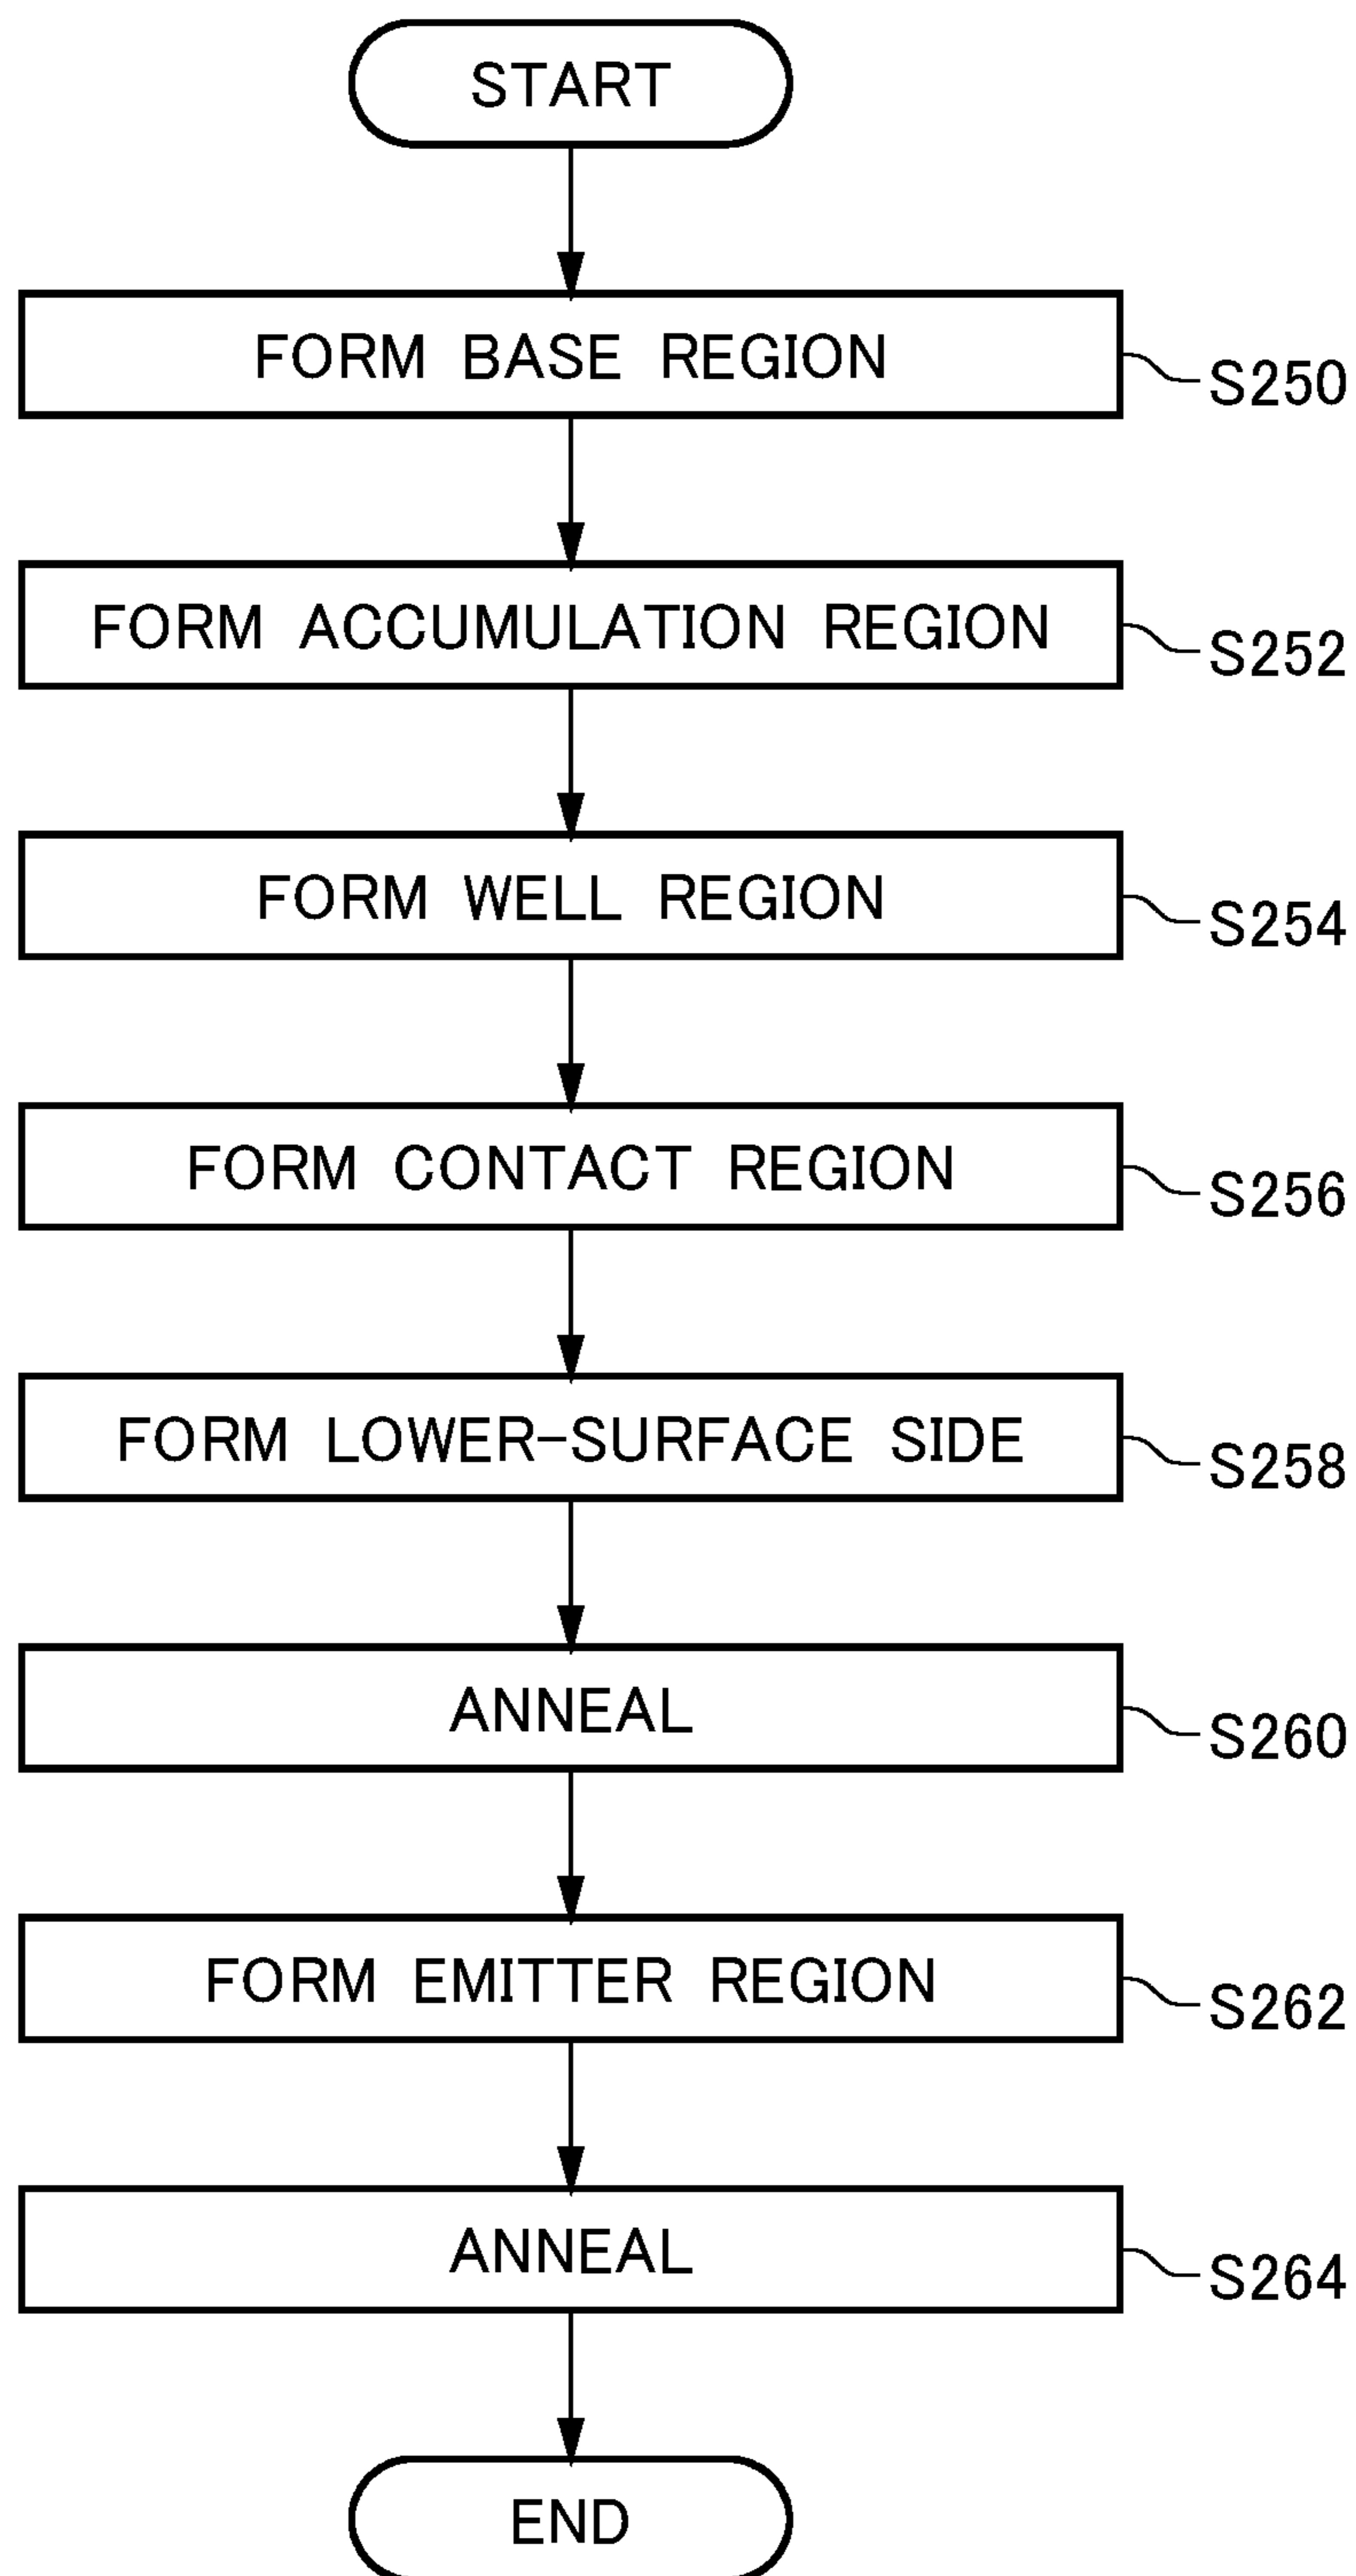 START
FORM BASE REGION
S250
FORM ACCUMULATION REGION
S252
FORM WELL REGION
S254
FORM CONTACT REGION
S256
FORM LOWER-SURFACE SIDE
S258
ANNEAL
S260
FORM EMITTER REGION
S262
ANNEAL
S264
END